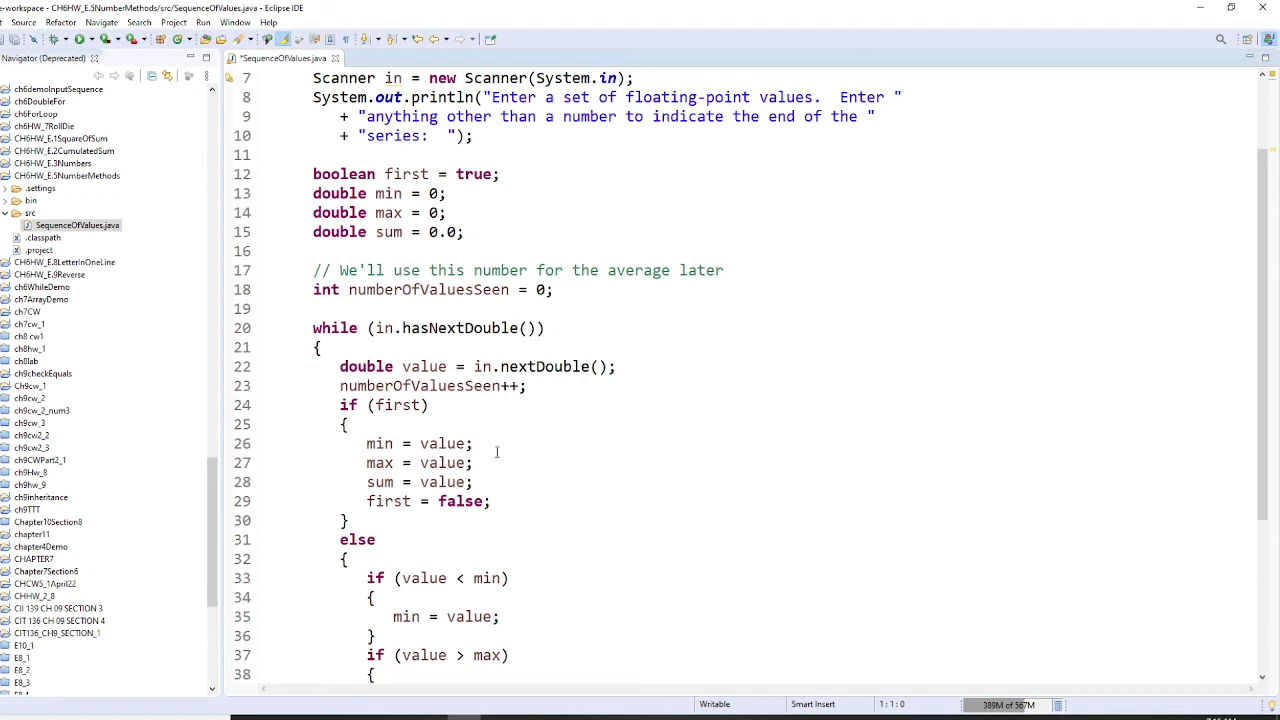 e-workspace - CH6HW_E.5NumberMethods/src/SequenceOfValues.java - Eclipse IDE
Source Refactor Navigate Search Project Run Window Help
Navigator (Deprecated)
*SequenceOfValues.java
ch6demoInputSequence
ch6DoubleFor
ch6ForLoop
ch6HW_7RollDie
CH6HW_E.1SquareOfSum
CH6HW_E.2CumulatedSum
CH6HW_E.3Numbers
CH6HW_E.5NumberMethods
.settings
bin
src
SequenceOfValues.java
.classpath
.project
CH6HW_E.8LetterInOneLine
CH6HW_E.9Reverse
ch6WhileDemo
ch7ArrayDemo
ch7CW
ch7cw_1
ch8 cw1
ch8hw_1
ch8lab
ch9checkEquals
Ch9cw_1
ch9cw_2
ch9cw_2_num3
ch9cw_3
ch9cw2_2
ch9cw2_3
ch9CWPart2_1
ch9Hw_8
ch9inheritance
ch9TTT
Chapter10Section8
chapter11
chapter4Demo
CHAPTER7
Chapter7Section6
CHCW5_1April22
CHHW_2_8
CIT 139 CH 09 SECTION 3
CIT 136 CH 09 SECTION 4
CIT136_CH9_SECTION_1
E10_1
E8_1
E8_2
E8_3
7 Scanner in = new Scanner(System.in);
8 System.out.println("Enter a set of floating-point values.  Enter "
9 + "anything other than a number to indicate the end of the "
10 + "series:  ");
11
12 boolean first = true;
13 double min = 0;
14 double max = 0;
15 double sum = 0.0;
16
17 // We'll use this number for the average later
18 int numberOfValuesSeen = 0;
19
20 while (in.hasNextDouble())
21 {
22 double value = in.nextDouble();
23 numberOfValuesSeen++;
24 if (first)
25 {
26 min = value;
27 max = value;
28 sum = value;
29 first = false;
30 }
31 else
32 {
33 if (value < min)
34 {
35 min = value;
36 }
37 if (value > max)
38 {
Writable Smart Insert 1 : 1 : 0 389M of 567M